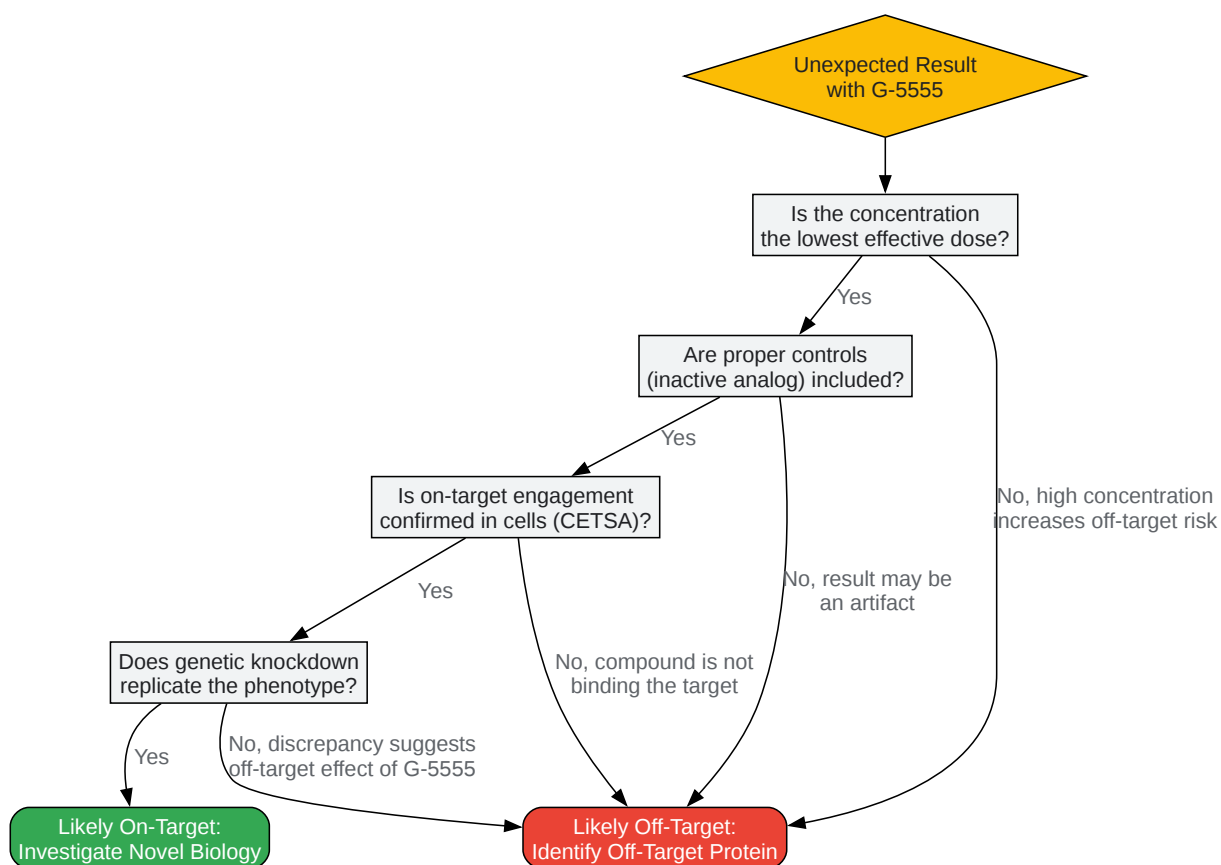 Unexpected Result
with G-5555
Is the concentration
the lowest effective dose?
Yes
Are proper controls
(inactive analog) included?
Yes
Is on-target engagement
confirmed in cells (CETSA)?
No, high concentration
increases off-target risk
Yes
No, result may be
an artifact
Does genetic knockdown
replicate the phenotype?
No, compound is not
binding the target
Yes
No, discrepancy suggests
off-target effect of G-5555
Likely On-Target:
Investigate Novel Biology
Likely Off-Target:
Identify Off-Target Protein